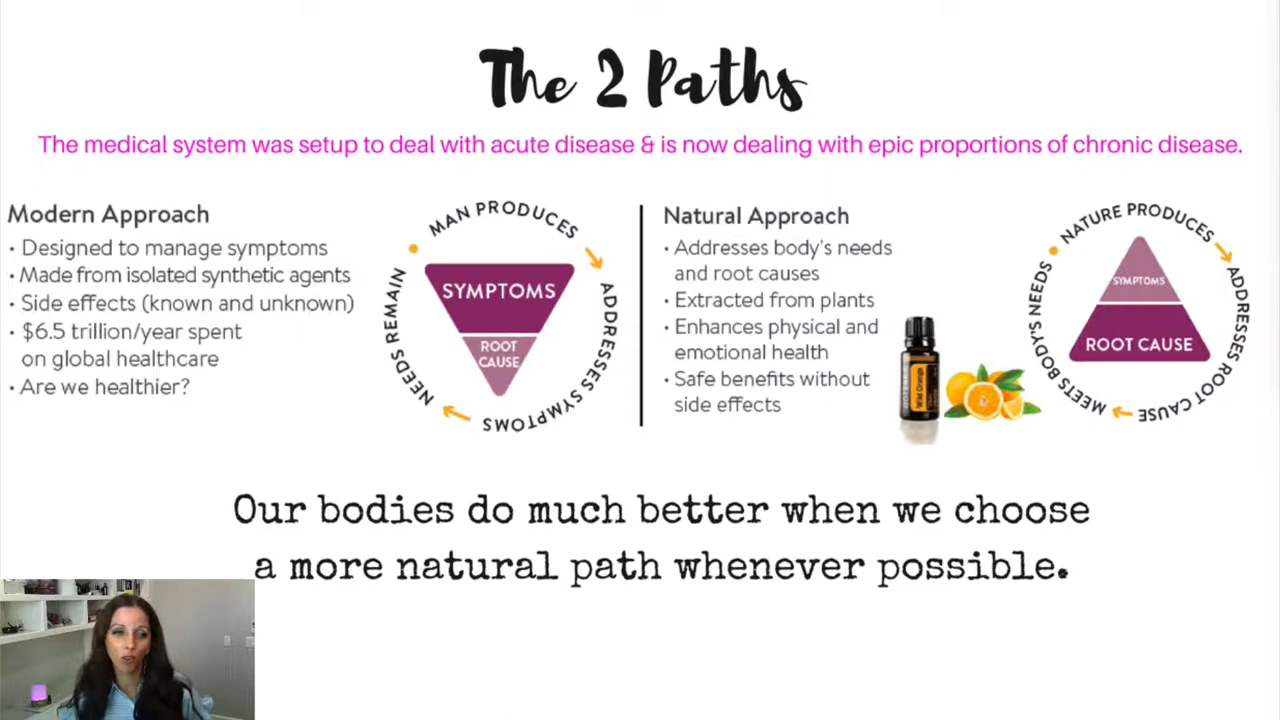 The 2 Paths
The medical system was setup to deal with acute disease & is now dealing with epic proportions of chronic disease.
Modern Approach
• Designed to manage symptoms
• Made from isolated synthetic agents
• Side effects (known and unknown)
• $6.5 trillion/year spent
on global healthcare
• Are we healthier?
MAN PRODUCES
ADDRESSES SYMPTOMS
NEEDS REMAIN
SYMPTOMS
ROOT
CAUSE
Natural Approach
• Addresses body's needs
and root causes
• Extracted from plants
• Enhances physical and
emotional health
• Safe benefits without
side effects
Wild Orange
NATURE PRODUCES
ADDRESSES ROOT CAUSE
MEETS BODY'S NEEDS
SYMPTOMS
ROOT CAUSE
Our bodies do much better when we choose
a more natural path whenever possible.